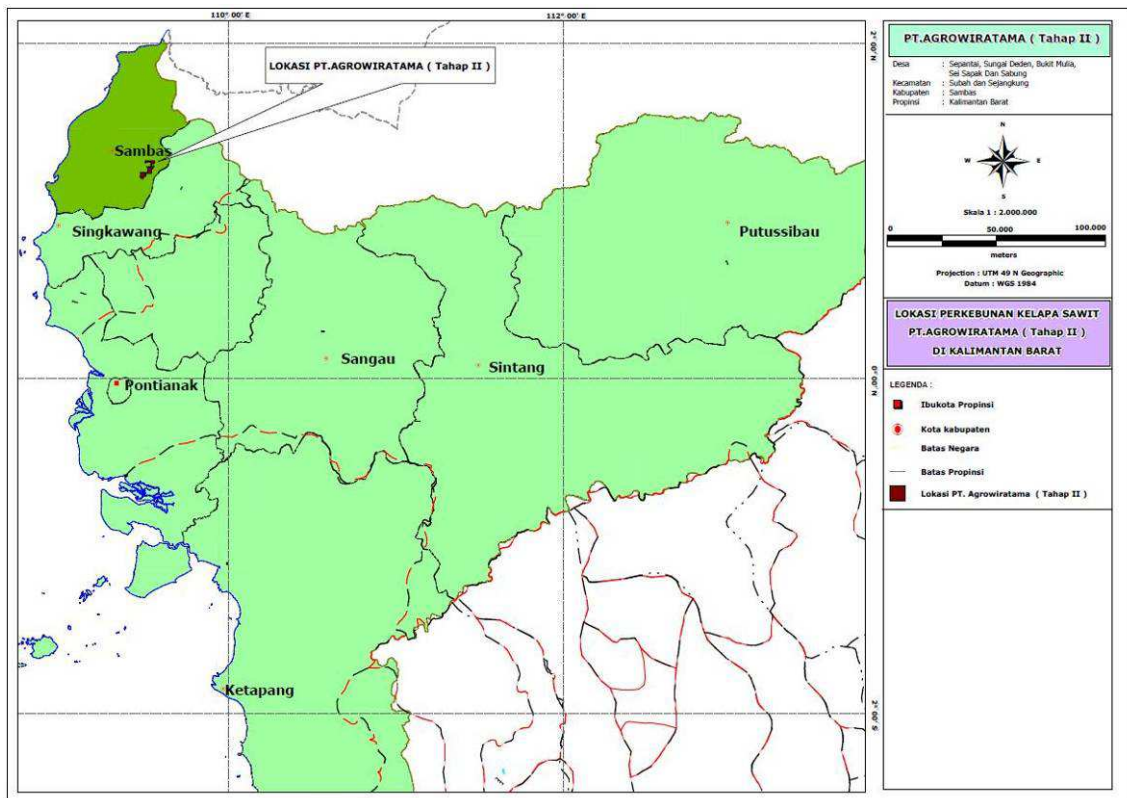 110° 00' E
112° 00' E
2° 00' N
0° 00' N
2° 00' S
LOKASI PT.AGROWIRATAMA ( Tahap II )
Sambas
Singkawang
Putussibau
Sangau
Sintang
Pontianak
Ketapang
PT.AGROWIRATAMA ( Tahap II )
Desa : Sepantai, Sungai Deden, Bukit Mulia,
Sei Sapak Dan Sabung
Kecamatan : Subah dan Sejangkung
Kabupaten : Sambas
Propinsi : Kalimantan Barat
N
W E
S
Skala 1 : 2.000.000
0 50.000 100.000
meters
Projection : UTM 49 N Geographic
Datum : WGS 1984
LOKASI PERKEBUNAN KELAPA SAWIT
PT.AGROWIRATAMA ( Tahap II )
DI KALIMANTAN BARAT
LEGENDA :
Ibukota Propinsi
Kota kabupaten
Batas Negara
Batas Propinsi
Lokasi PT. Agrowiratama ( Tahap II )